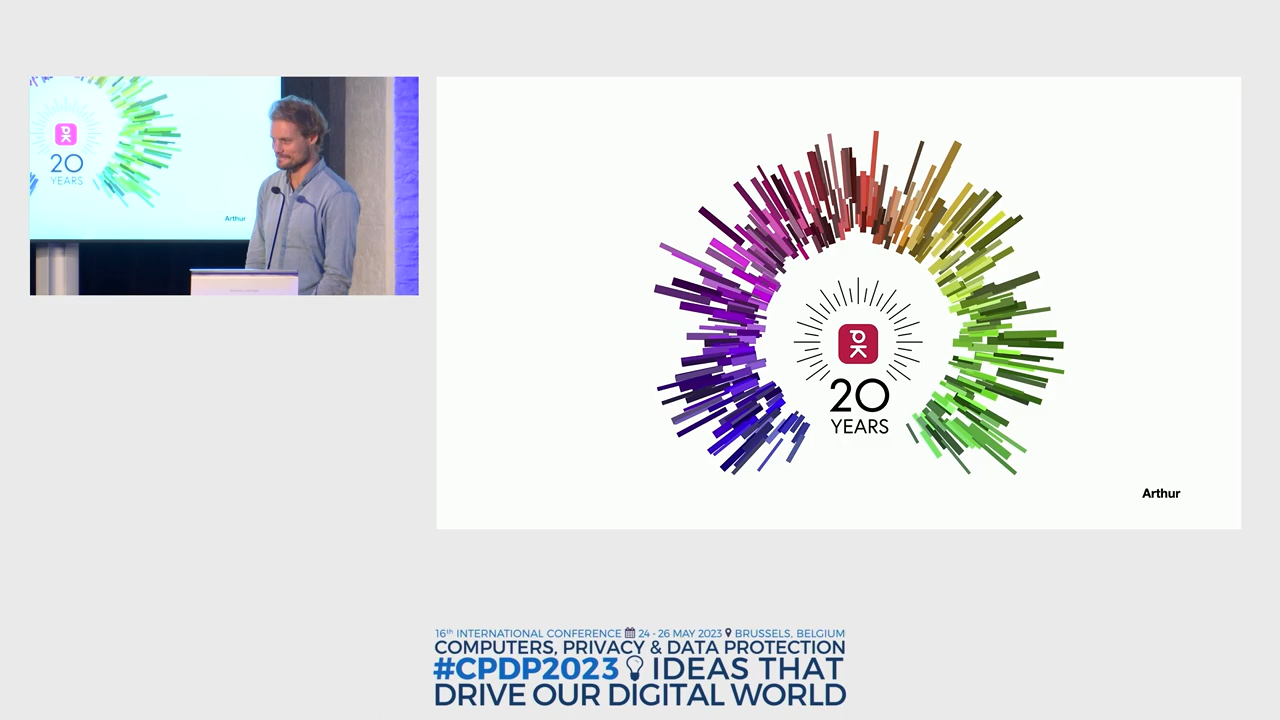 20
YEARS
Arthur
pk
20
YEARS
Arthur
16th INTERNATIONAL CONFERENCE 24 - 26 MAY 2023 BRUSSELS, BELGIUM
COMPUTERS, PRIVACY & DATA PROTECTION
#CPDP2023 IDEAS THAT
DRIVE OUR DIGITAL WORLD